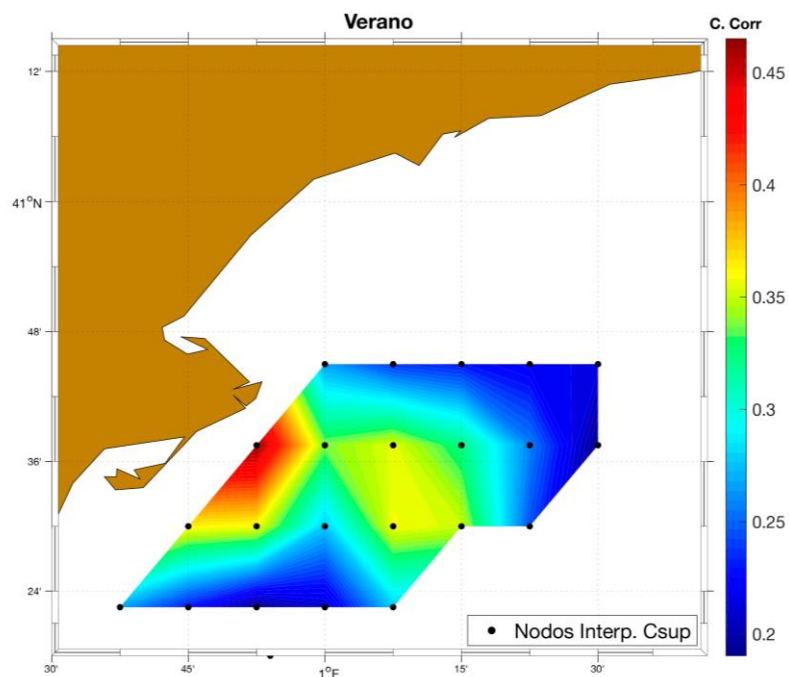 Verano
C. Corr
12'
41°N
48'
36'
24'
30'
45'
1°E
15'
30'
0.45
0.4
0.35
0.3
0.25
0.2
Nodos Interp. Csup